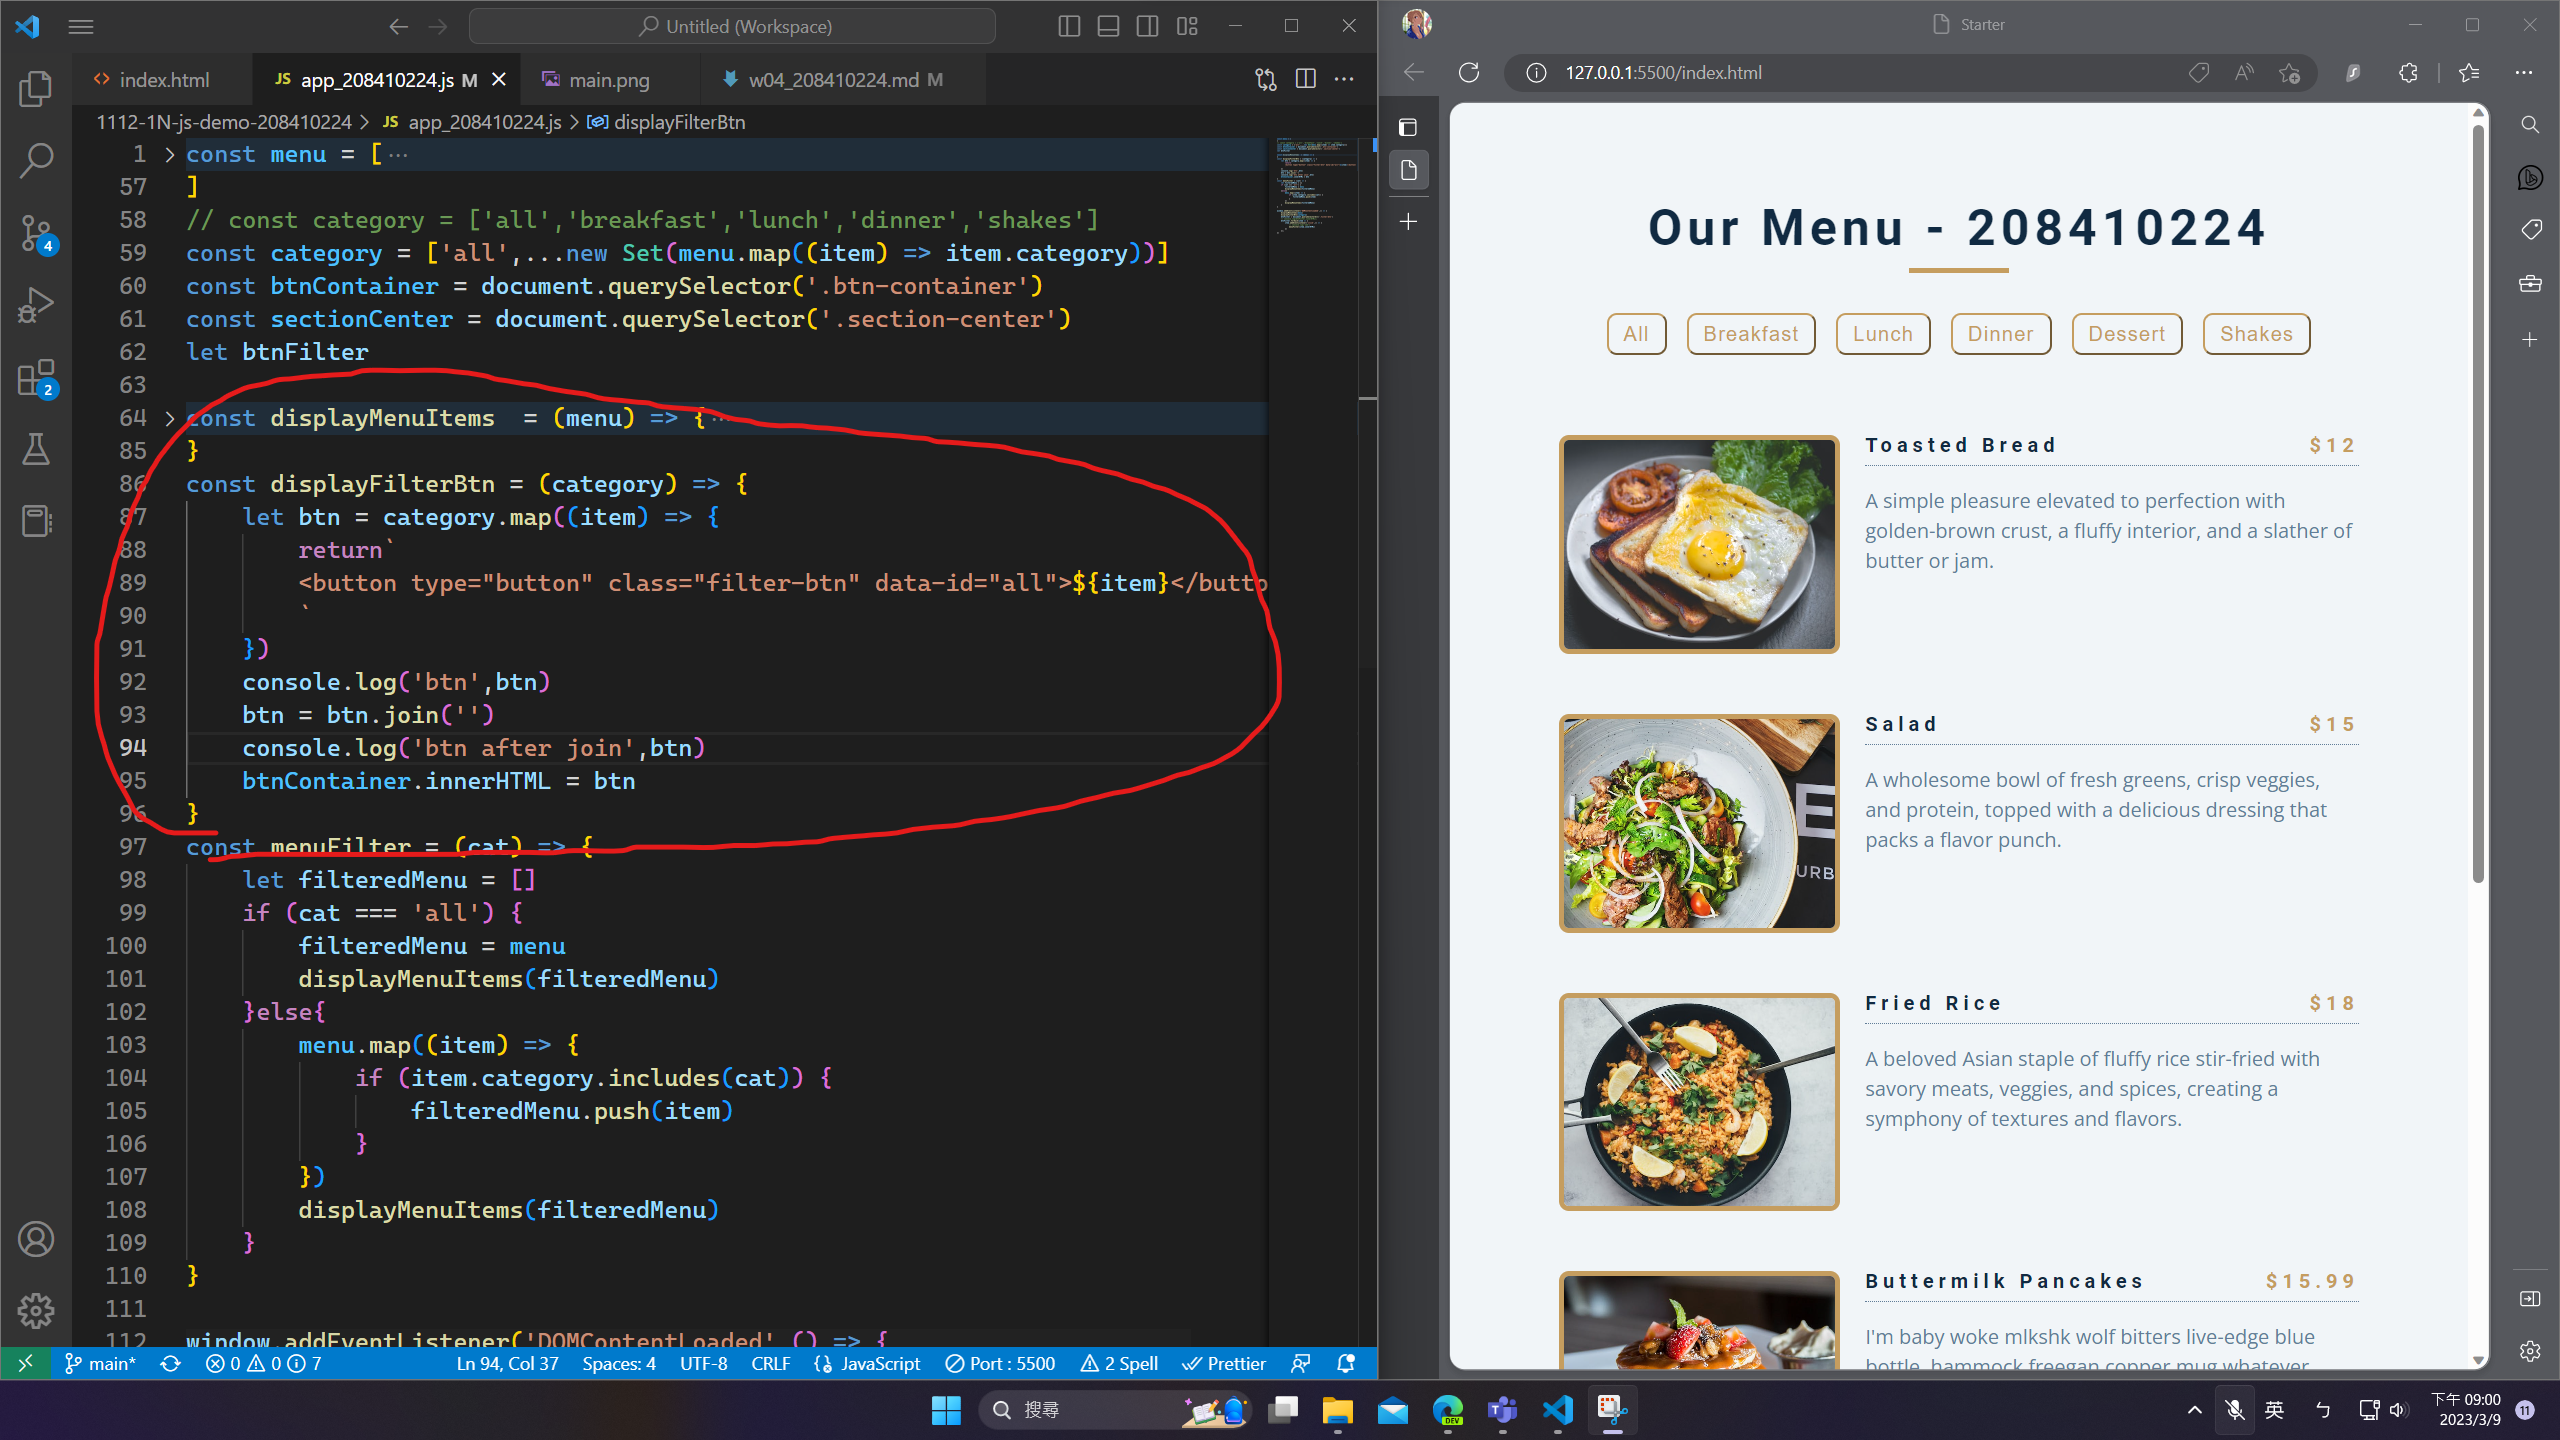 Untitled (Workspace)
index.html
JS app_208410224.js M
main.png
w04_208410224.md M
1112-1N-js-demo-208410224 > JS app_208410224.js > displayFilterBtn
1 const menu = [ ···
57 ]
58 // const category = ['all','breakfast','lunch','dinner','shakes']
59 const category = ['all',...new Set(menu.map((item) => item.category))]
60 const btnContainer = document.querySelector('.btn-container')
61 const sectionCenter = document.querySelector('.section-center')
62 let btnFilter
63
64 const displayMenuItems  = (menu) => { ···
85 }
86 const displayFilterBtn = (category) => {
87     let btn = category.map((item) => {
88         return`
89         <button type="button" class="filter-btn" data-id="all">${item}</butto
90         `
91     })
92     console.log('btn',btn)
93     btn = btn.join('')
94     console.log('btn after join',btn)
95     btnContainer.innerHTML = btn
96 }
97 const menuFilter = (cat) => {
98     let filteredMenu = []
99     if (cat === 'all') {
100         filteredMenu = menu
101         displayMenuItems(filteredMenu)
102     }else{
103         menu.map((item) => {
104             if (item.category.includes(cat)) {
105                 filteredMenu.push(item)
106             }
107         })
108         displayMenuItems(filteredMenu)
109     }
110 }
111
112 window.addEventListener('DOMContentLoaded' () => {
4
2
main*
0 0 7
Ln 94, Col 37
Spaces: 4
UTF-8
CRLF
JavaScript
Port : 5500
2 Spell
Prettier
Starter
127.0.0.1:5500/index.html
Our Menu - 208410224
All
Breakfast
Lunch
Dinner
Dessert
Shakes
Toasted Bread $12
A simple pleasure elevated to perfection with
golden-brown crust, a fluffy interior, and a slather of
butter or jam.
Salad $15
A wholesome bowl of fresh greens, crisp veggies,
and protein, topped with a delicious dressing that
packs a flavor punch.
E
URB
Fried Rice $18
A beloved Asian staple of fluffy rice stir-fried with
savory meats, veggies, and spices, creating a
symphony of textures and flavors.
Buttermilk Pancakes $15.99
I'm baby woke mlkshk wolf bitters live-edge blue
bottle, hammock freegan copper mug whatever
搜尋
DEV
英
ㄅ
下午 09:00
2023/3/9
11